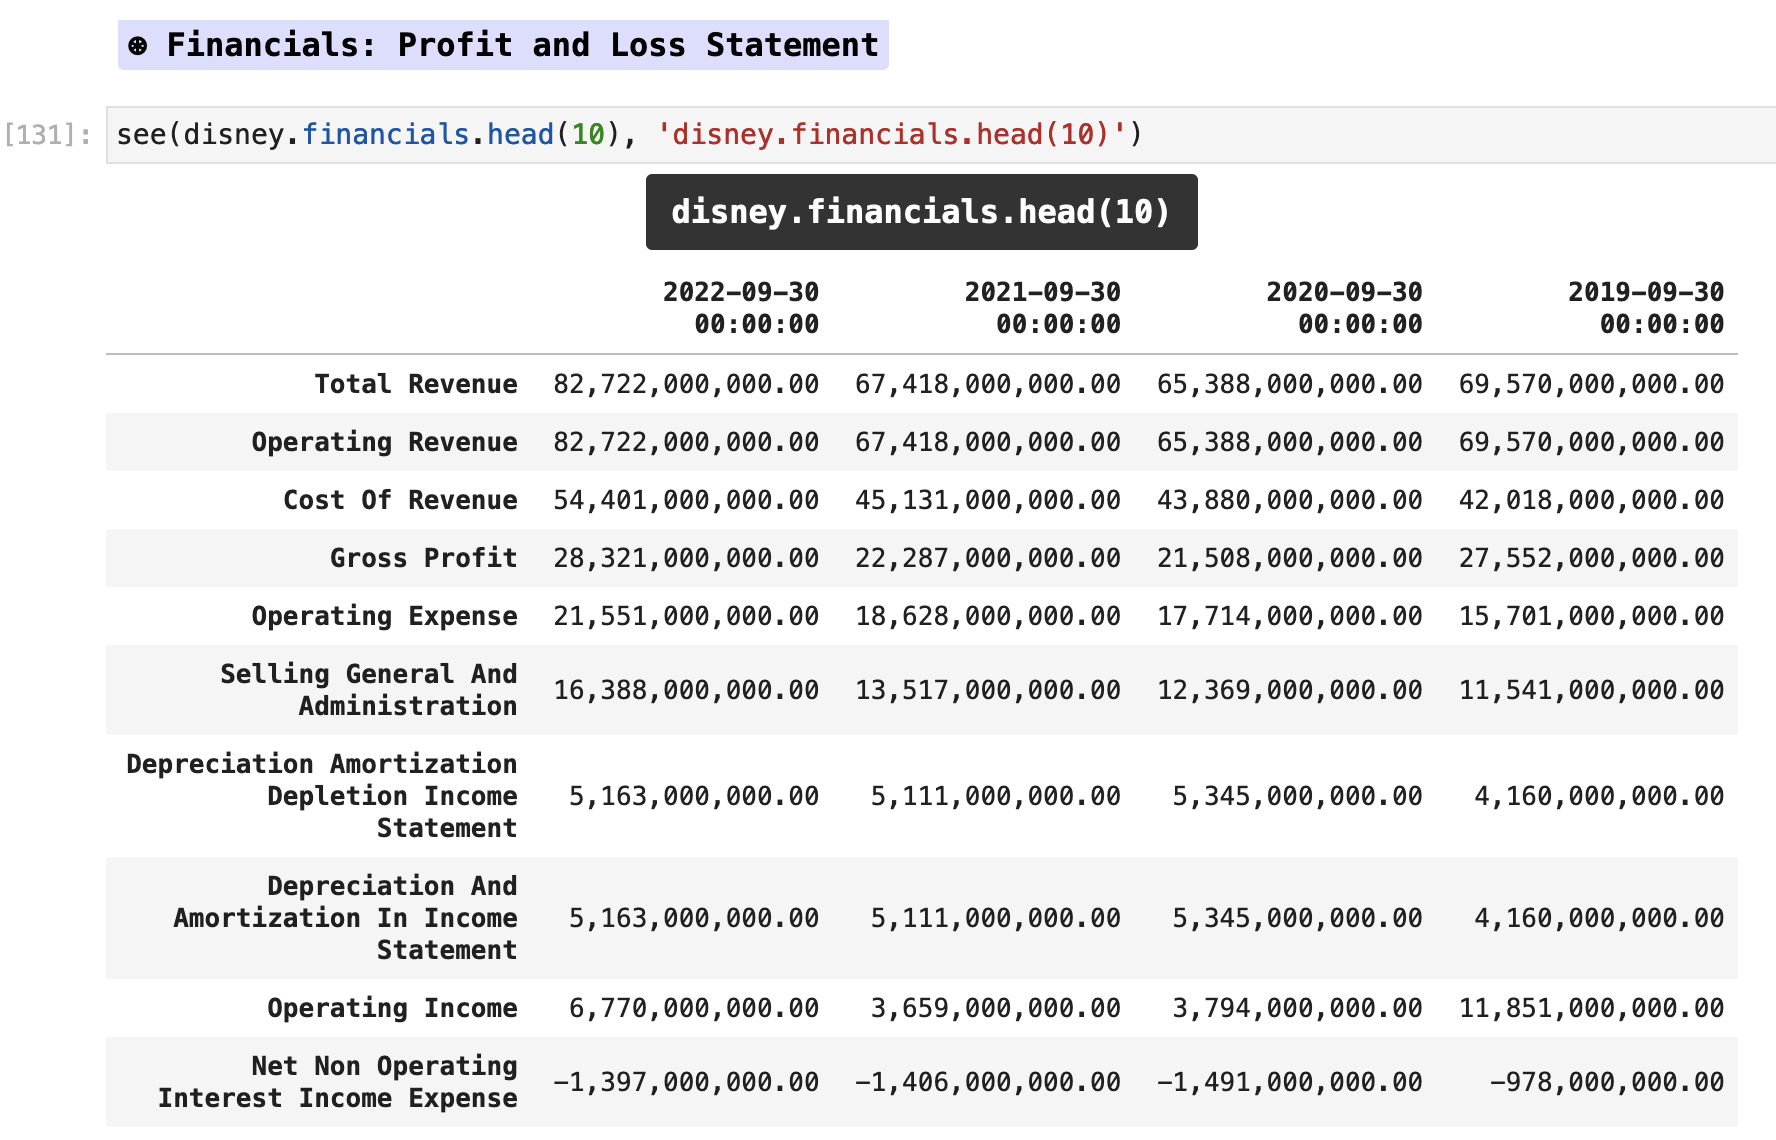 ⊛ Financials: Profit and Loss Statement
[131]: see(disney.financials.head(10), 'disney.financials.head(10)')
disney.financials.head(10)
2022-09-30 00:00:00 2021-09-30 00:00:00 2020-09-30 00:00:00 2019-09-30 00:00:00
Total Revenue 82,722,000,000.00 67,418,000,000.00 65,388,000,000.00 69,570,000,000.00
Operating Revenue 82,722,000,000.00 67,418,000,000.00 65,388,000,000.00 69,570,000,000.00
Cost Of Revenue 54,401,000,000.00 45,131,000,000.00 43,880,000,000.00 42,018,000,000.00
Gross Profit 28,321,000,000.00 22,287,000,000.00 21,508,000,000.00 27,552,000,000.00
Operating Expense 21,551,000,000.00 18,628,000,000.00 17,714,000,000.00 15,701,000,000.00
Selling General And Administration 16,388,000,000.00 13,517,000,000.00 12,369,000,000.00 11,541,000,000.00
Depreciation Amortization Depletion Income Statement 5,163,000,000.00 5,111,000,000.00 5,345,000,000.00 4,160,000,000.00
Depreciation And Amortization In Income Statement 5,163,000,000.00 5,111,000,000.00 5,345,000,000.00 4,160,000,000.00
Operating Income 6,770,000,000.00 3,659,000,000.00 3,794,000,000.00 11,851,000,000.00
Net Non Operating Interest Income Expense -1,397,000,000.00 -1,406,000,000.00 -1,491,000,000.00 -978,000,000.00